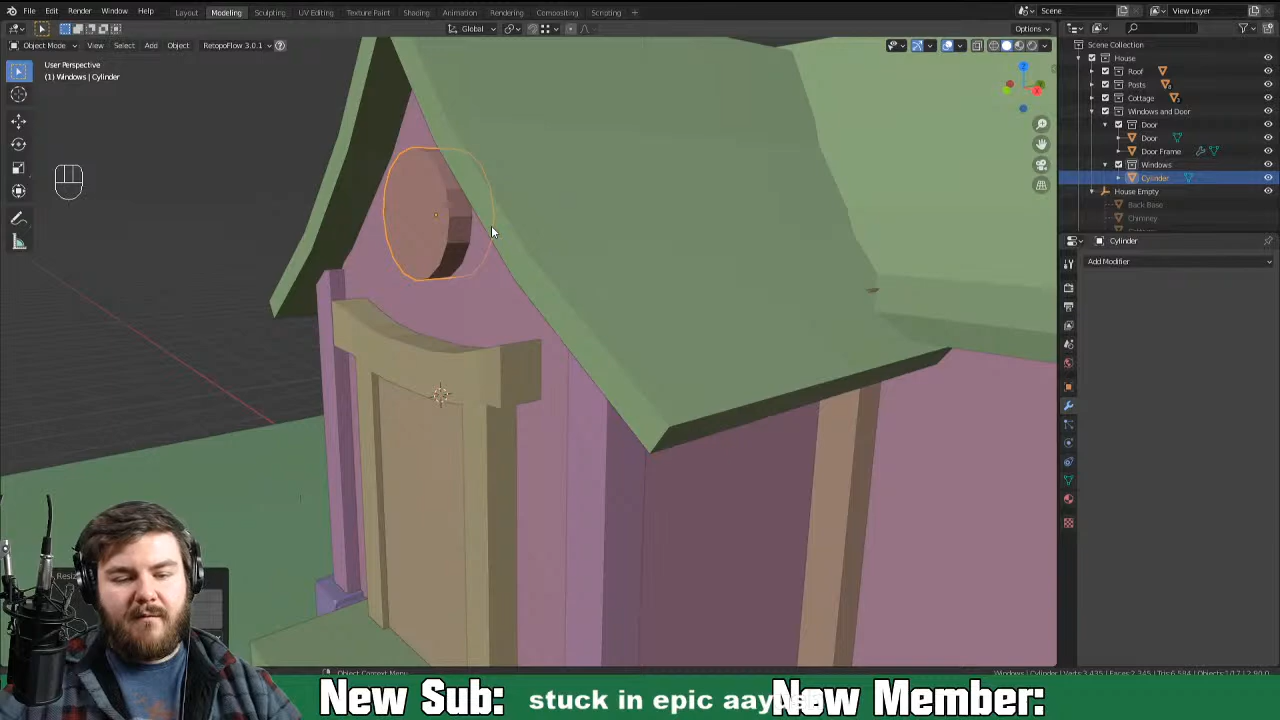 File Edit Render Window Help Layout Modeling Sculpting UV Editing Texture Paint Shading Animation Rendering Compositing Scripting + Scene View Layer
Global Options
Object Mode View Select Add Object RetopoFlow 3.0.1
User Perspective
(1) Windows | Cylinder
Scene Collection
House
Roof
Posts
Cottage
Windows and Door
Door
Door
Door Frame
Windows
Cylinder
House Empty
Back Base
Chimney
Cylinder
Add Modifier
Object Context Menu
New Sub: stuck in epic New Member: